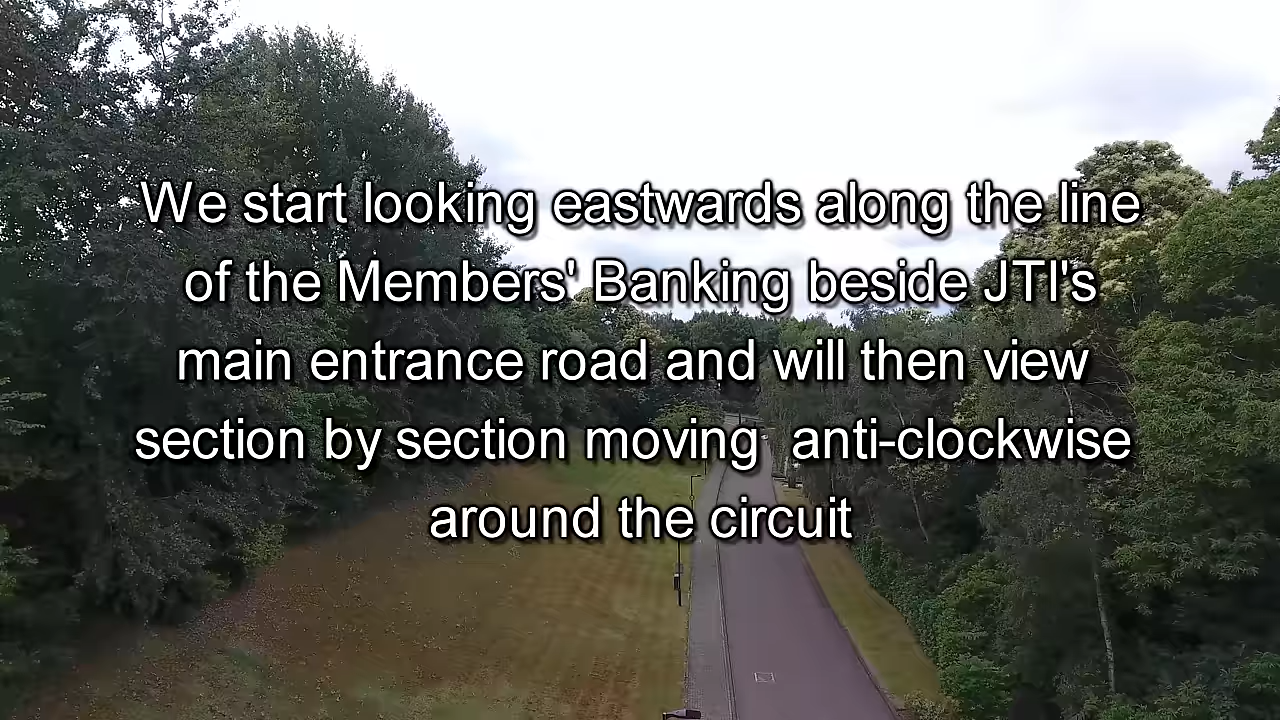 We start looking eastwards along the line
of the Members' Banking beside JTI's
main entrance road and will then view
section by section moving  anti-clockwise
around the circuit